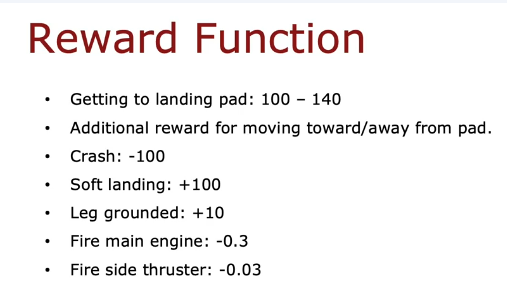 Reward Function
• Getting to landing pad: 100 – 140
• Additional reward for moving toward/away from pad.
• Crash: -100
• Soft landing: +100
• Leg grounded: +10
• Fire main engine: -0.3
• Fire side thruster: -0.03